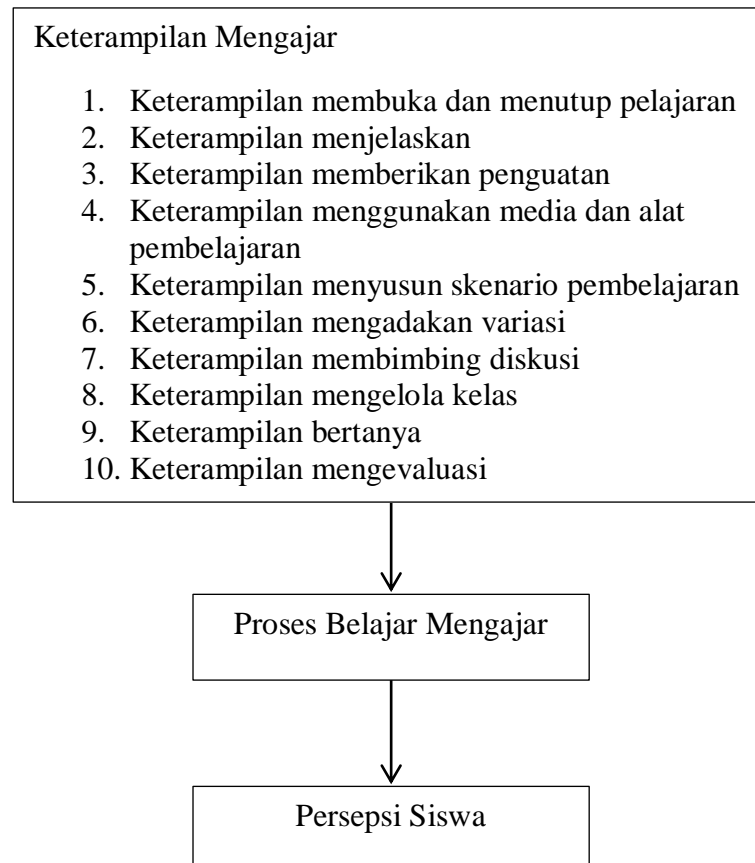 Keterampilan Mengajar
1. Keterampilan membuka dan menutup pelajaran
2. Keterampilan menjelaskan
3. Keterampilan memberikan penguatan
4. Keterampilan menggunakan media dan alat
pembelajaran
5. Keterampilan menyusun skenario pembelajaran
6. Keterampilan mengadakan variasi
7. Keterampilan membimbing diskusi
8. Keterampilan mengelola kelas
9. Keterampilan bertanya
10. Keterampilan mengevaluasi
Proses Belajar Mengajar
Persepsi Siswa